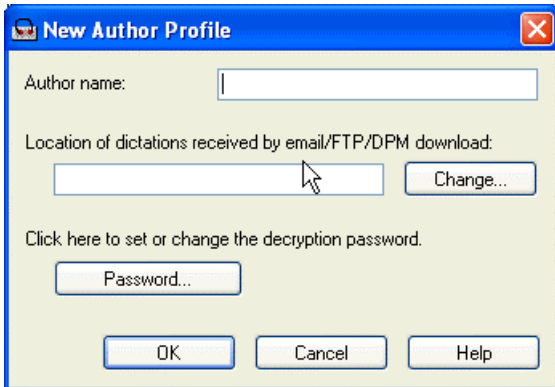 New Author Profile
Author name:
Location of dictations received by email/FTP/DPM download:
Change...
Click here to set or change the decryption password.
Password...
OK Cancel Help